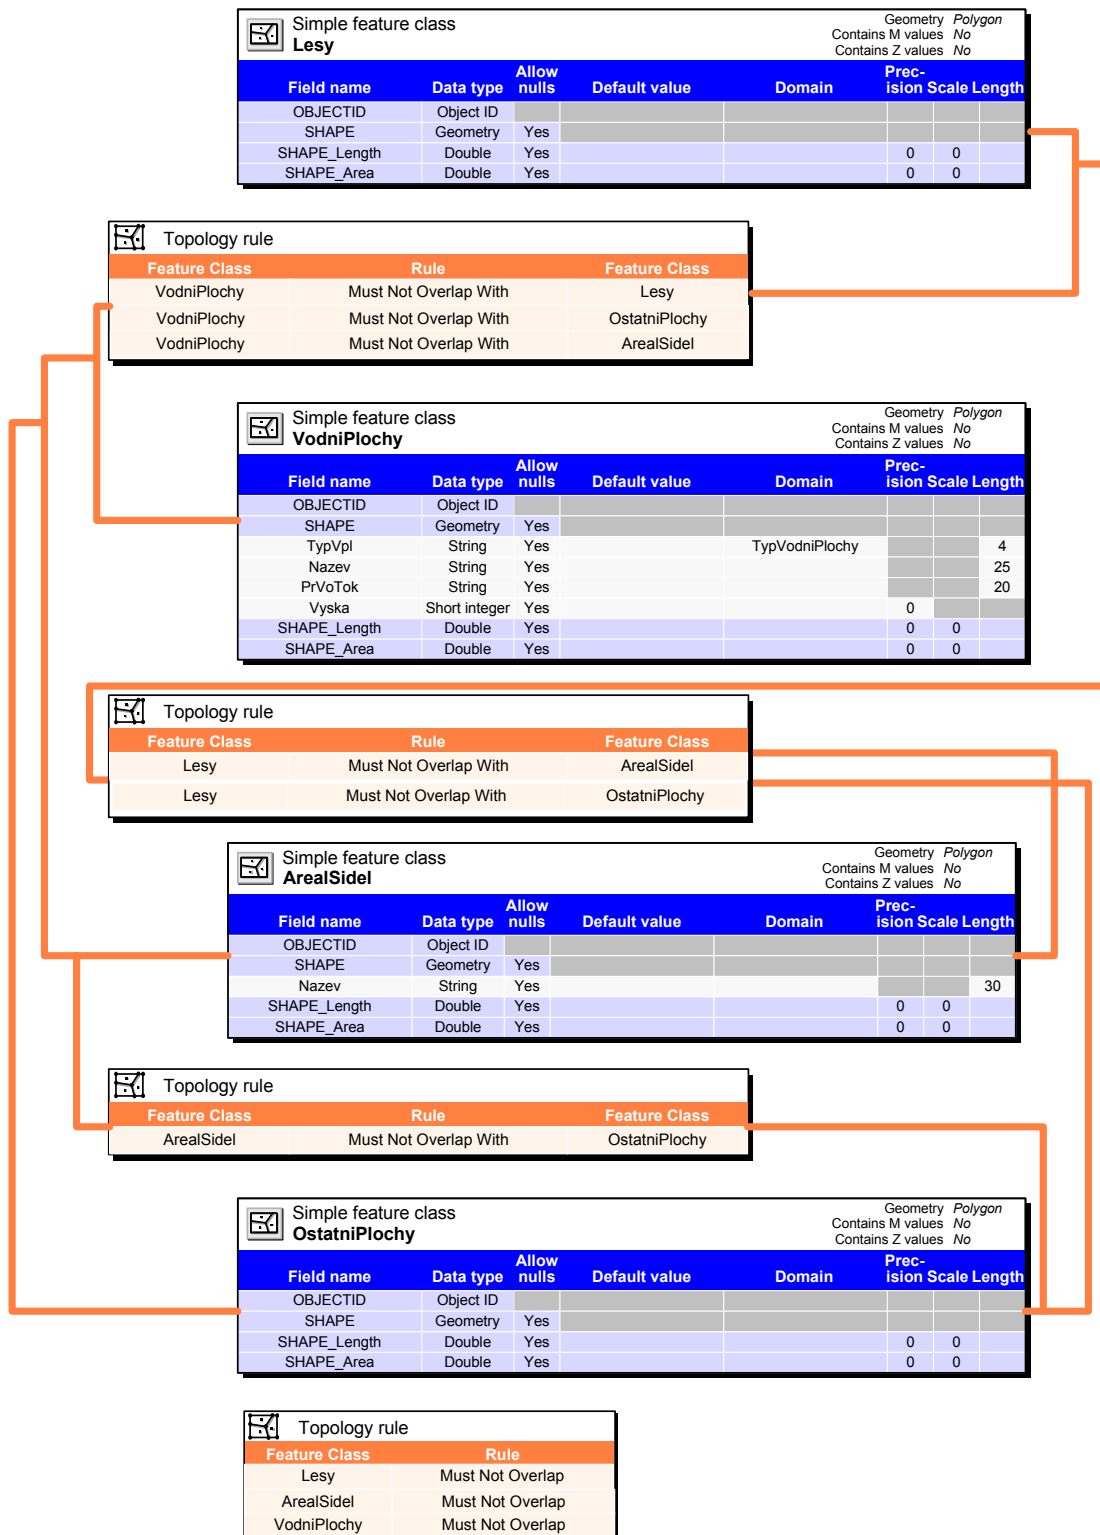 Simple feature class
Lesy
Geometry Polygon
Contains M values No
Contains Z values No
Field name Data type Allow nulls Default value Domain Prec-ision Scale Length
OBJECTID Object ID
SHAPE Geometry Yes
SHAPE_Length Double Yes 0 0
SHAPE_Area Double Yes 0 0
Topology rule
Feature Class Rule Feature Class
VodniPlochy Must Not Overlap With Lesy
VodniPlochy Must Not Overlap With OstatniPlochy
VodniPlochy Must Not Overlap With ArealSidel
Simple feature class
VodniPlochy
Geometry Polygon
Contains M values No
Contains Z values No
Field name Data type Allow nulls Default value Domain Prec-ision Scale Length
OBJECTID Object ID
SHAPE Geometry Yes
TypVpl String Yes TypVodniPlochy 4
Nazev String Yes 25
PrVoTok String Yes 20
Vyska Short integer Yes 0
SHAPE_Length Double Yes 0 0
SHAPE_Area Double Yes 0 0
Topology rule
Feature Class Rule Feature Class
Lesy Must Not Overlap With ArealSidel
Lesy Must Not Overlap With OstatniPlochy
Simple feature class
ArealSidel
Geometry Polygon
Contains M values No
Contains Z values No
Field name Data type Allow nulls Default value Domain Prec-ision Scale Length
OBJECTID Object ID
SHAPE Geometry Yes
Nazev String Yes 30
SHAPE_Length Double Yes 0 0
SHAPE_Area Double Yes 0 0
Topology rule
Feature Class Rule Feature Class
ArealSidel Must Not Overlap With OstatniPlochy
Simple feature class
OstatniPlochy
Geometry Polygon
Contains M values No
Contains Z values No
Field name Data type Allow nulls Default value Domain Prec-ision Scale Length
OBJECTID Object ID
SHAPE Geometry Yes
SHAPE_Length Double Yes 0 0
SHAPE_Area Double Yes 0 0
Topology rule
Feature Class Rule
Lesy Must Not Overlap
ArealSidel Must Not Overlap
VodniPlochy Must Not Overlap